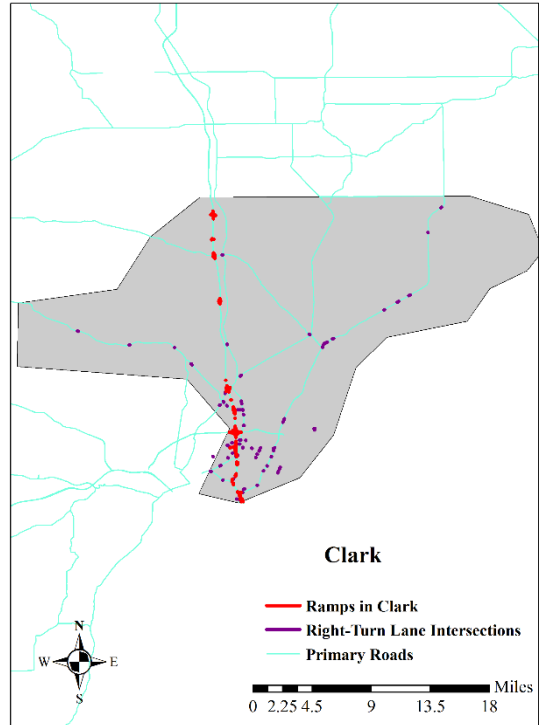 Clark
Ramps in Clark
Right-Turn Lane Intersections
Primary Roads
N
W E
S
Miles
0 2.25 4.5 9 13.5 18